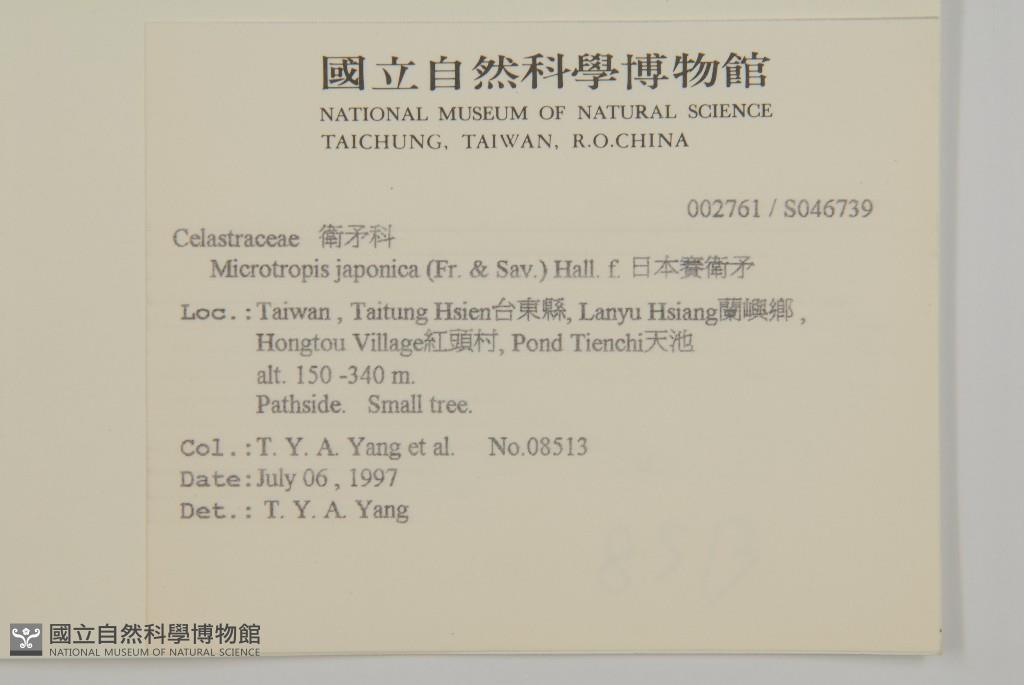 國立自然科學博物館
NATIONAL MUSEUM OF NATURAL SCIENCE
TAICHUNG, TAIWAN, R.O.CHINA
002761 / S046739
Celastraceae 衛矛科
Microtropis japonica (Fr. & Sav.) Hall. f. 日本賽衛矛
Loc.: Taiwan , Taitung Hsien台東縣, Lanyu Hsiang蘭嶼鄉 ,
Hongtou Village紅頭村, Pond Tienchi天池
alt. 150 -340 m.
Pathside. Small tree.
Col.: T. Y. A. Yang et al. No.08513
Date: July 06 , 1997
Det.: T. Y. A. Yang
8513
國立自然科學博物館
NATIONAL MUSEUM OF NATURAL SCIENCE